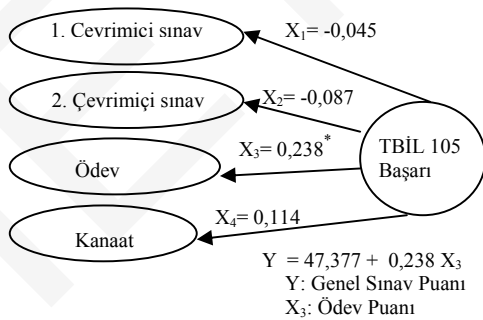 1. Cevrimici sınav
X₁= -0,045
2. Çevrimiçi sınav
X₂= -0,087
X₃= 0,238*
TBİL 105
Başarı
Ödev
X₄= 0,114
Kanaat
Y = 47,377 + 0,238 X₃
Y: Genel Sınav Puanı
X₃: Ödev Puanı